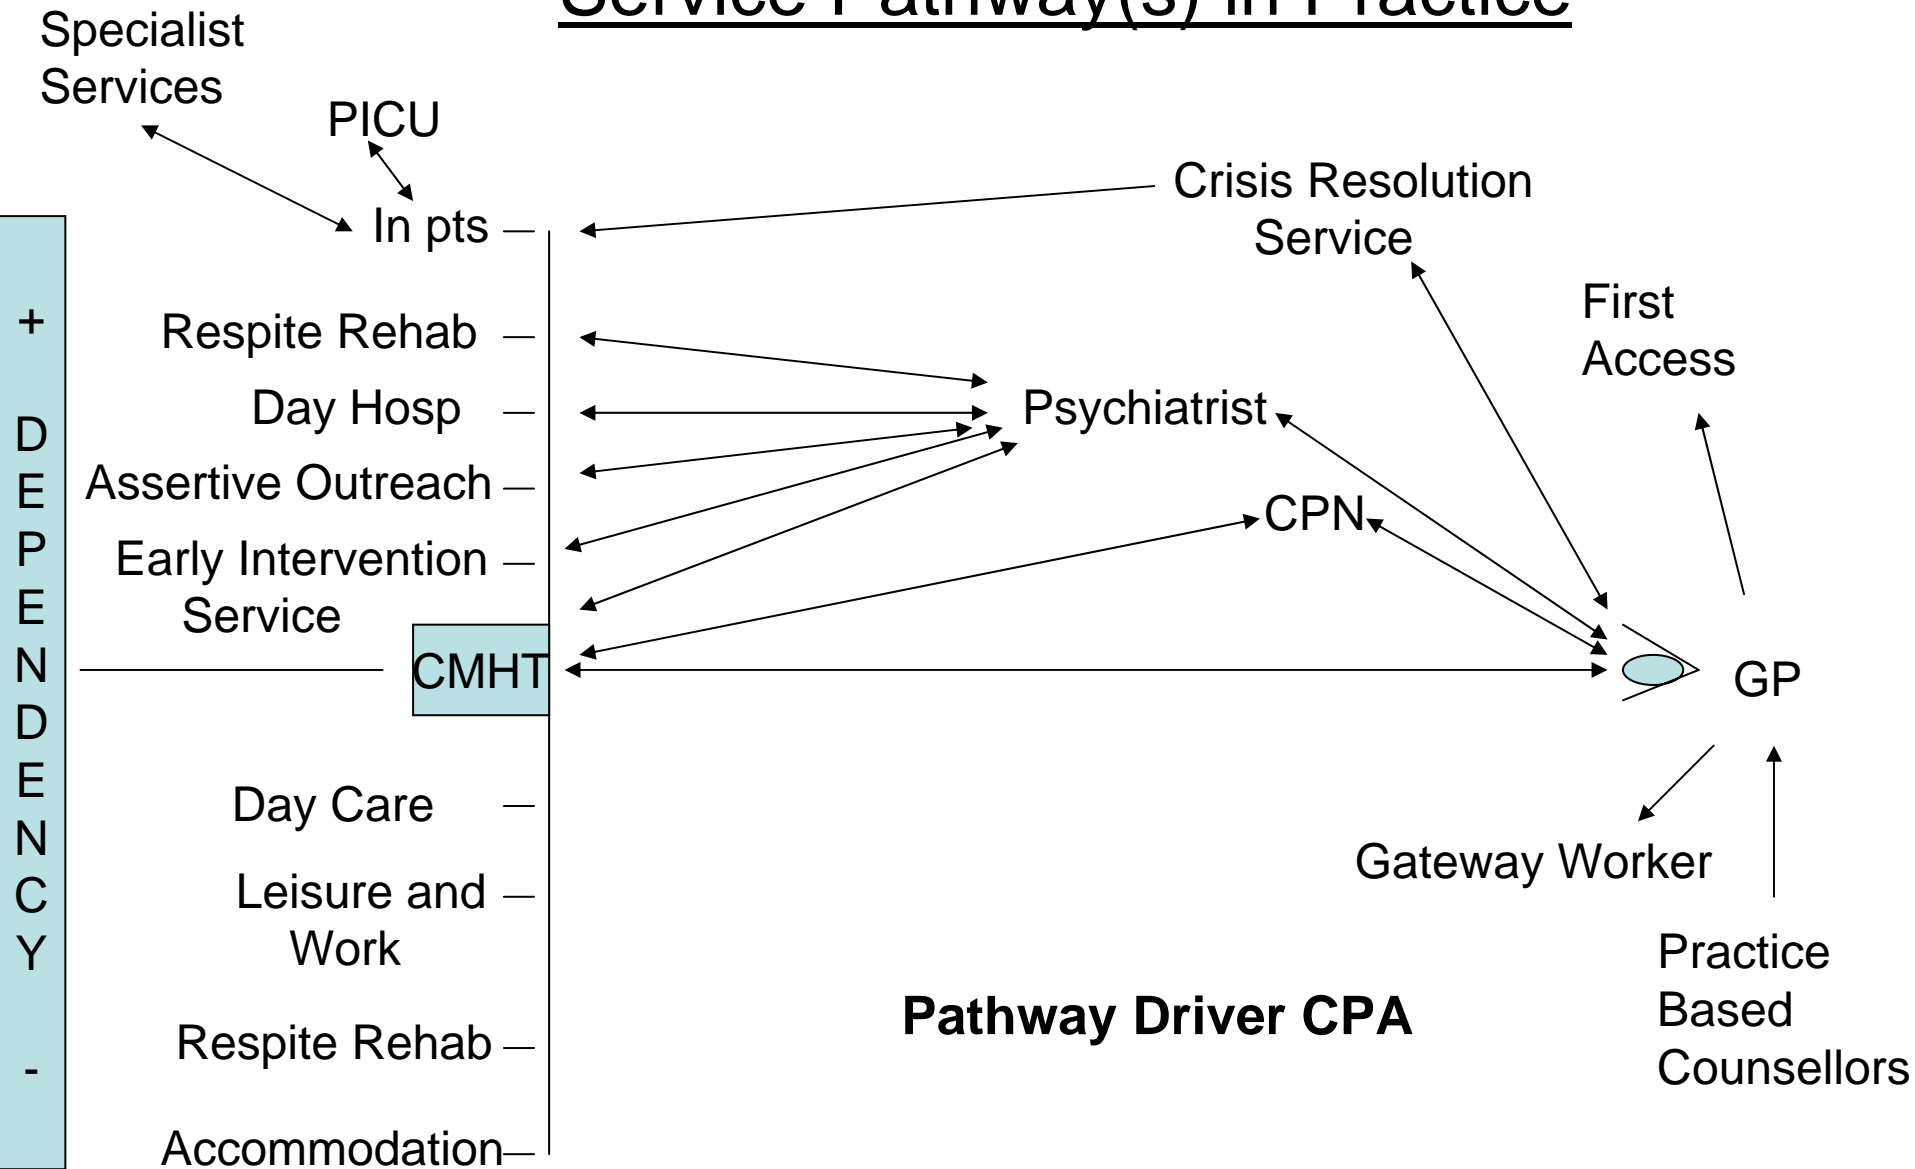 Service Pathway(s) in Practice
Specialist
Services
PICU
In pts
Crisis Resolution
Service
First
Access
+
D
E
P
E
N
D
E
N
C
Y
-
Respite Rehab
Day Hosp
Psychiatrist
Assertive Outreach
CPN
Early Intervention
Service
CMHT
GP
Day Care
Gateway Worker
Leisure and
Work
Practice
Based
Counsellors
Pathway Driver CPA
Respite Rehab
Accommodation